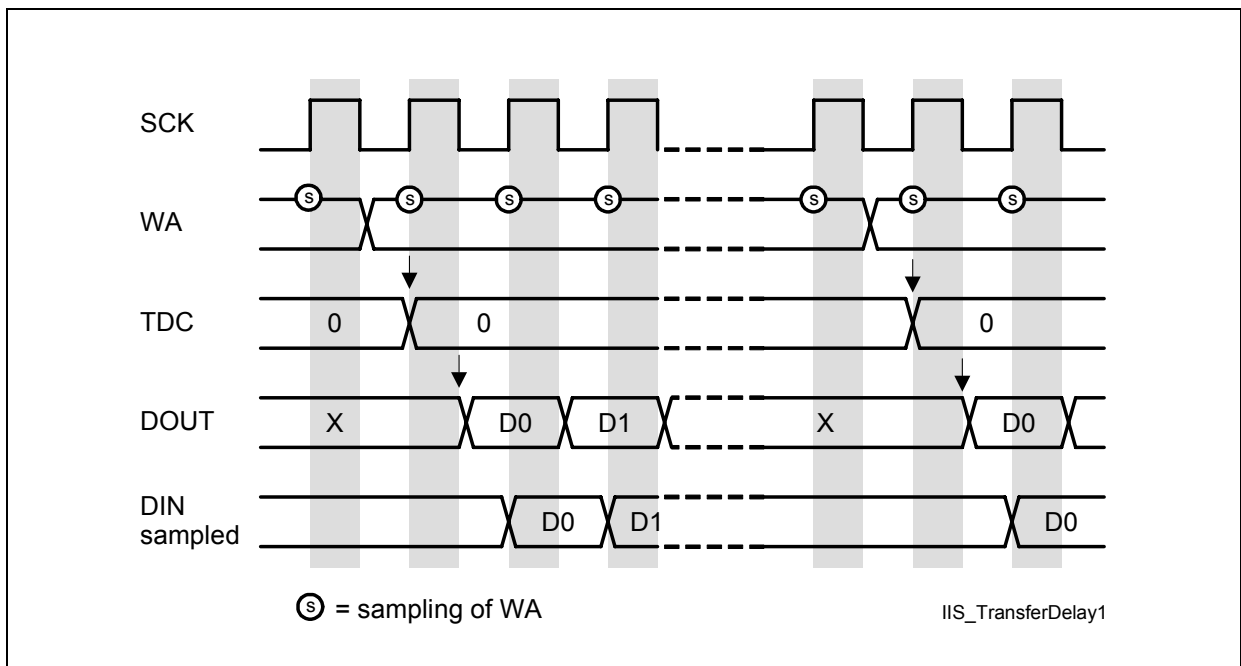 SCK
S S S S S S S
WA
TDC 0 0 0
DOUT X D0 D1 X D0
DIN
sampled D0 D1 D0
S = sampling of WA
IIS_TransferDelay1